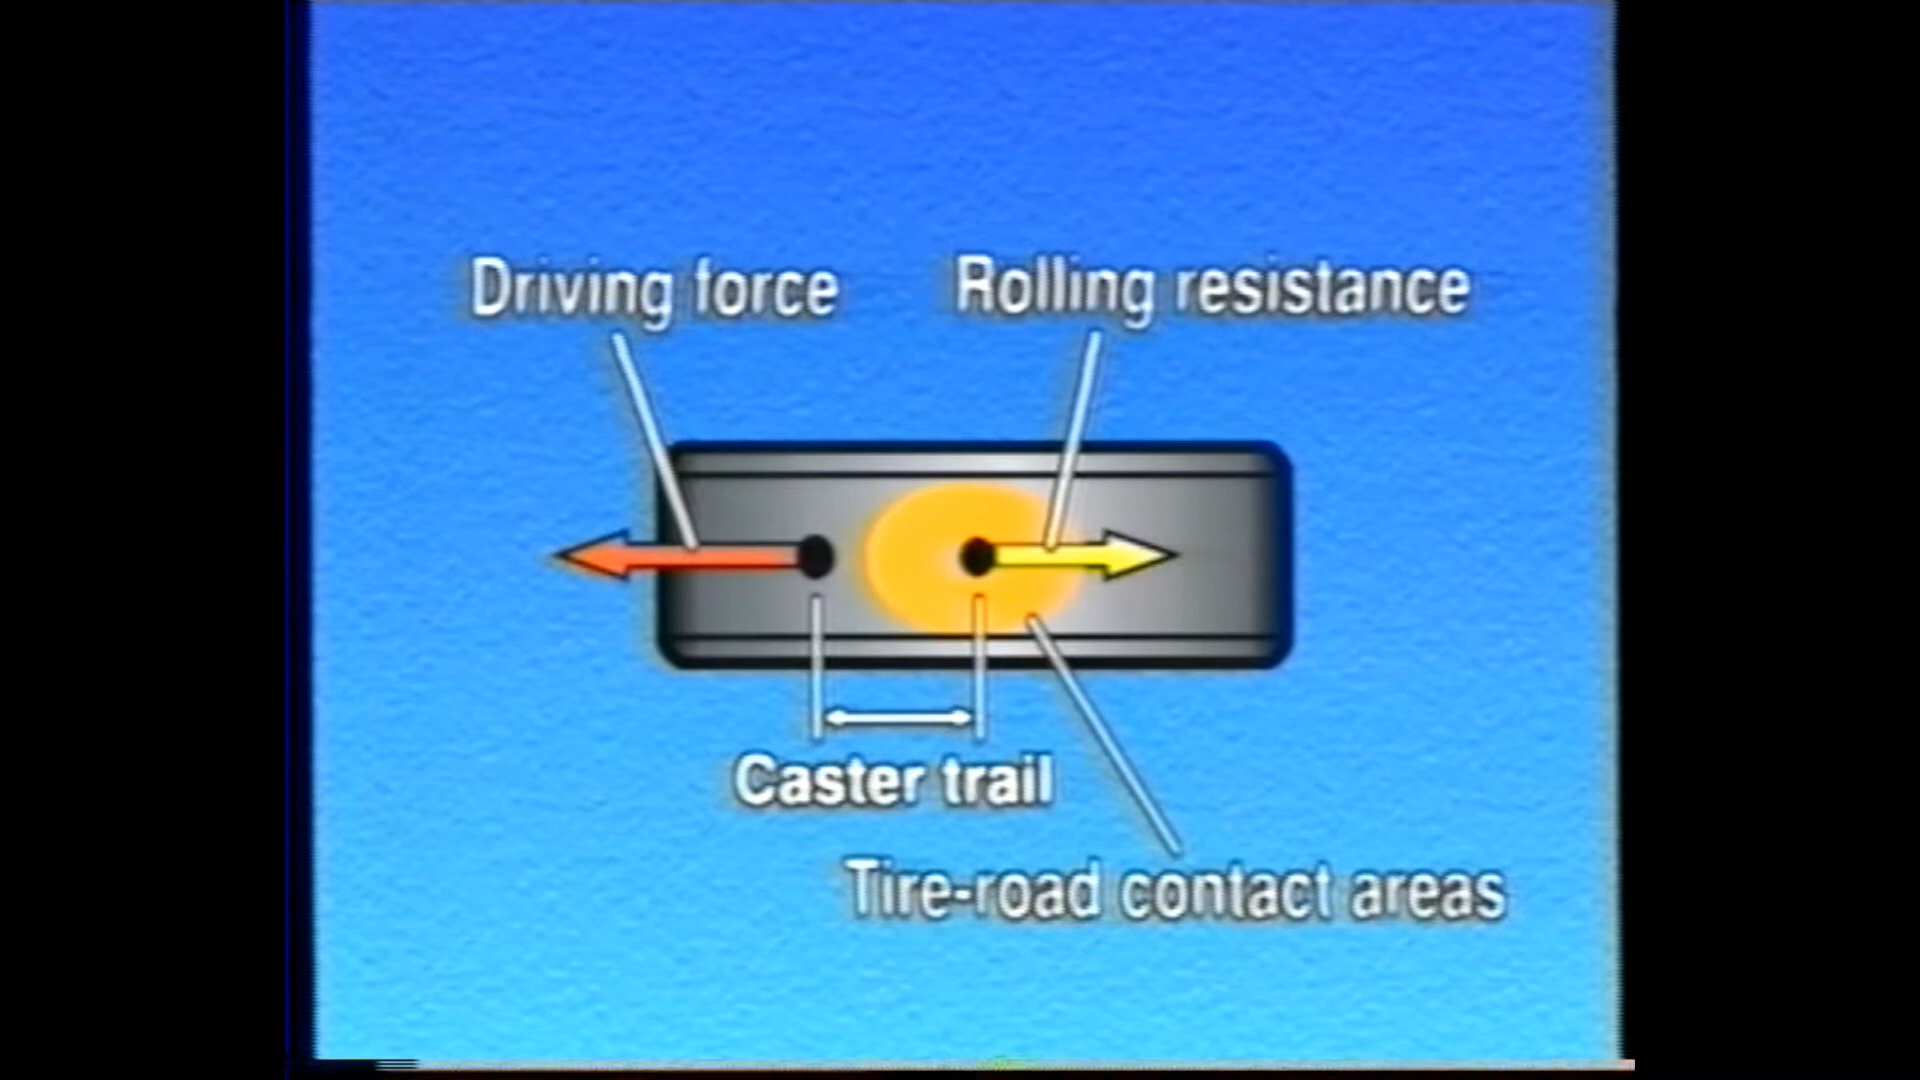 Driving force
Rolling resistance
Caster trail
Tire-road contact areas